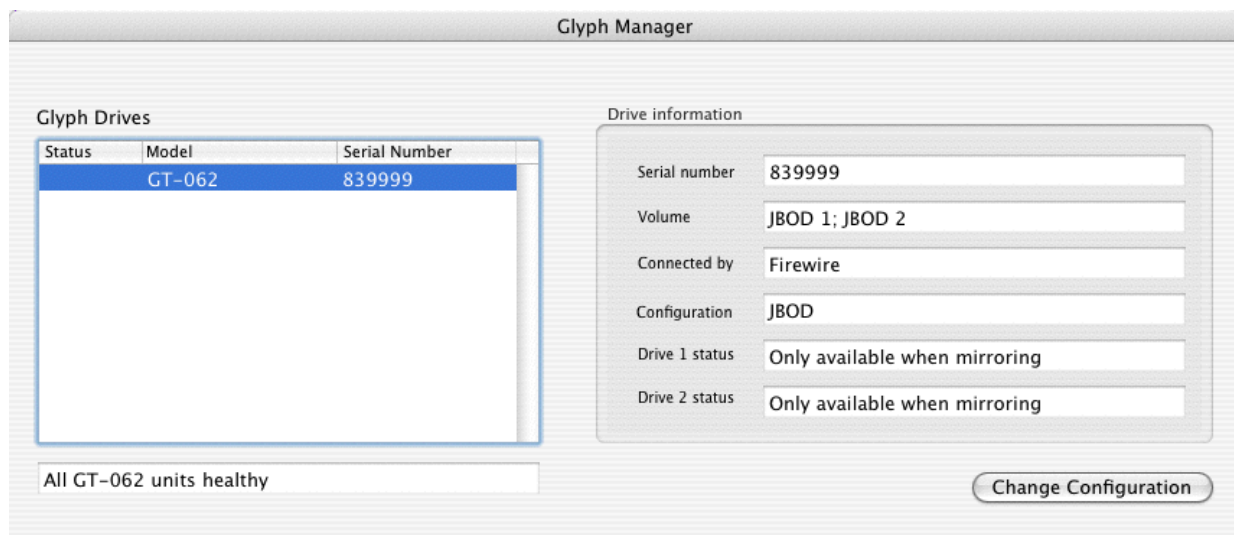 Glyph Manager
Glyph Drives
Status Model Serial Number
GT-062 839999
All GT-062 units healthy
Drive information
Serial number 839999
Volume JBOD 1; JBOD 2
Connected by Firewire
Configuration JBOD
Drive 1 status Only available when mirroring
Drive 2 status Only available when mirroring
Change Configuration